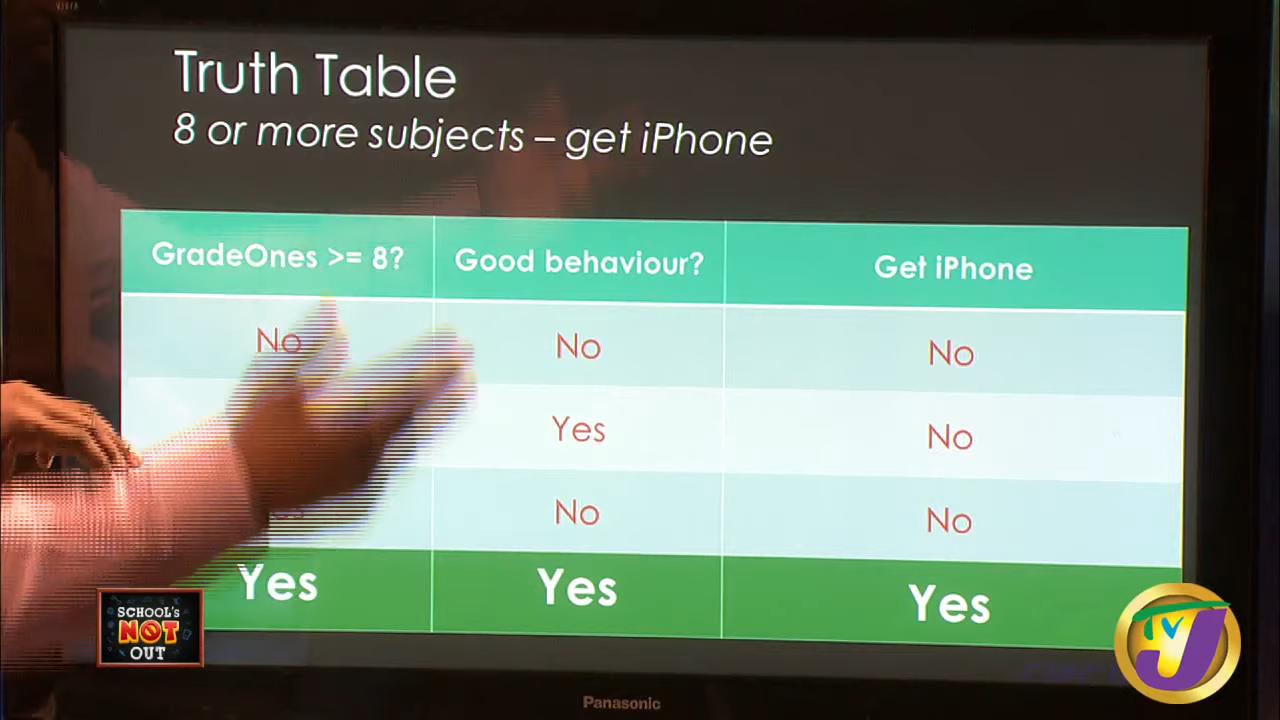 Truth Table
8 or more subjects – get iPhone
GradeOnes >= 8? Good behaviour? Get iPhone
No No No
Yes No
No No
Yes Yes Yes
SCHOOL'S
NOT
OUT
TVJ
Panasonic